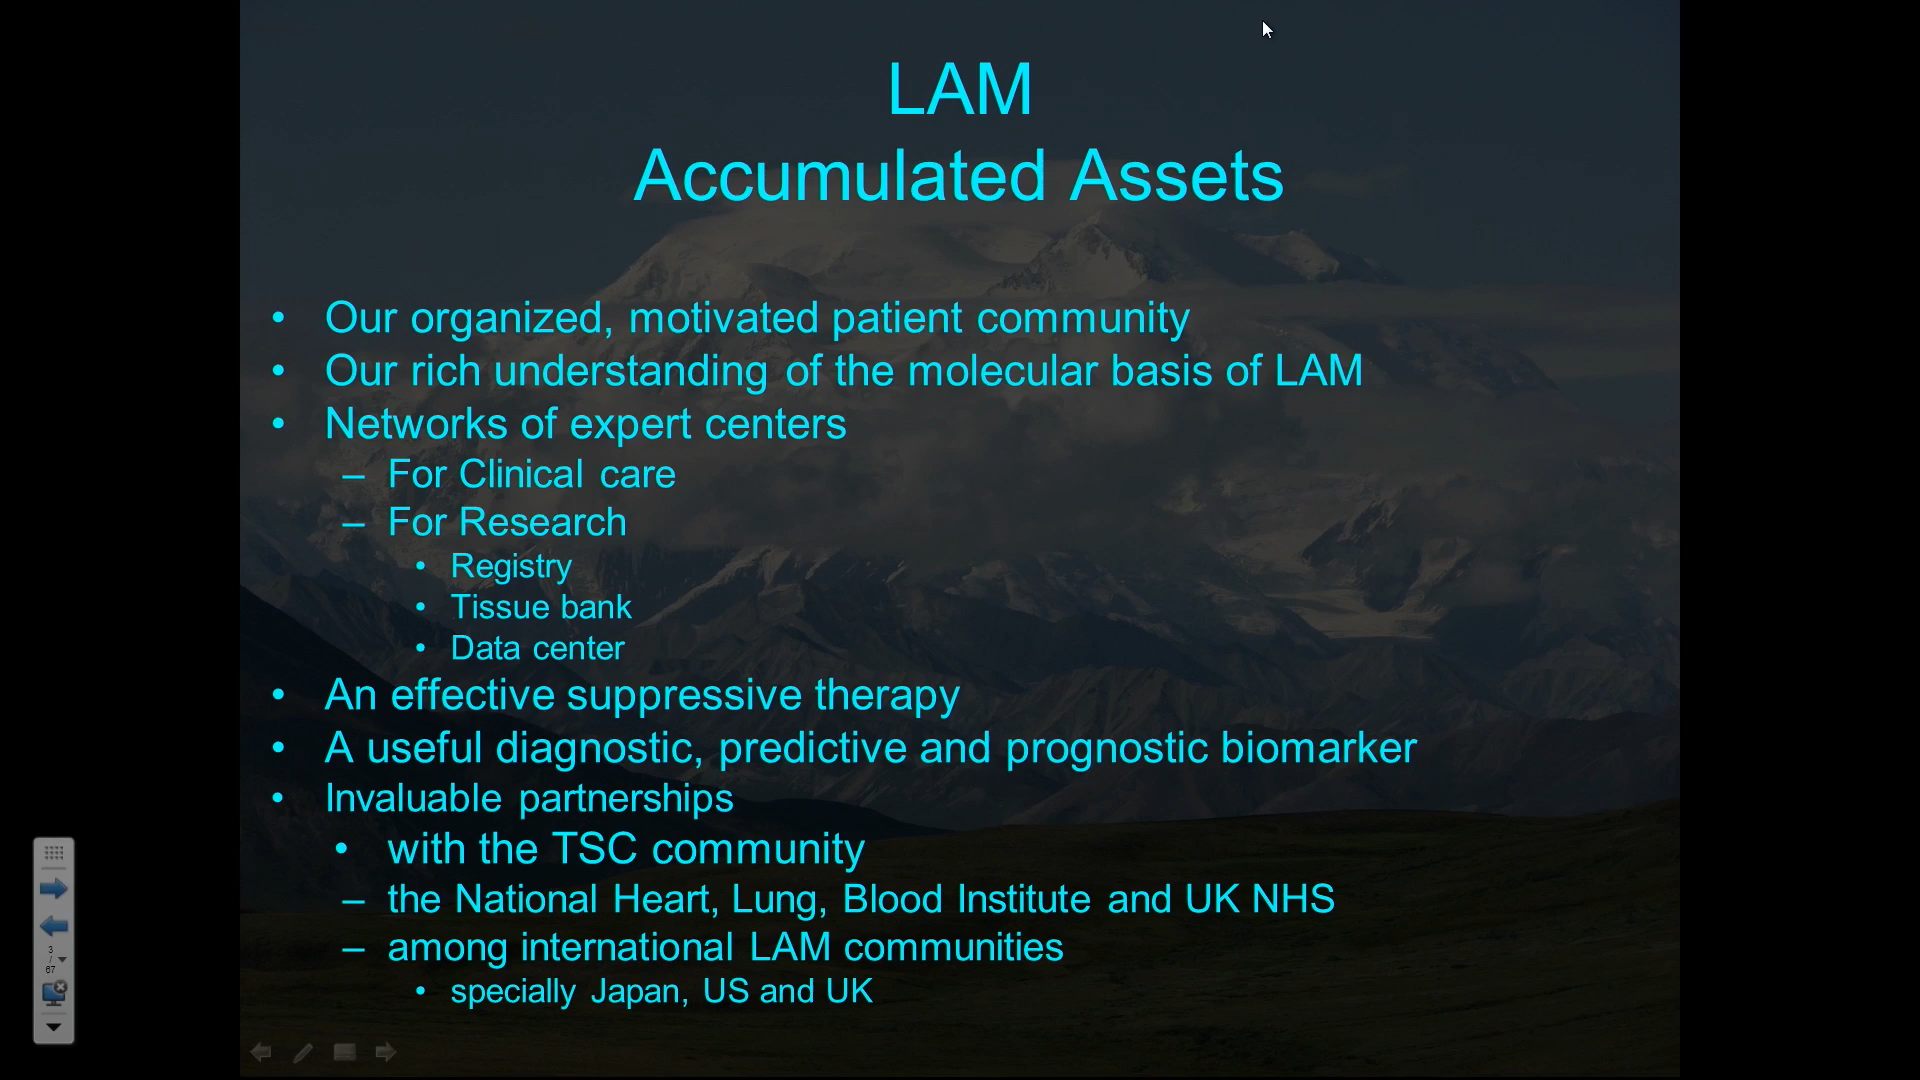 LAM
Accumulated Assets
• Our organized, motivated patient community
• Our rich understanding of the molecular basis of LAM
• Networks of expert centers
– For Clinical care
– For Research
• Registry
• Tissue bank
• Data center
• An effective suppressive therapy
• A useful diagnostic, predictive and prognostic biomarker
• Invaluable partnerships
• with the TSC community
– the National Heart, Lung, Blood Institute and UK NHS
– among international LAM communities
• specially Japan, US and UK
3
/
67